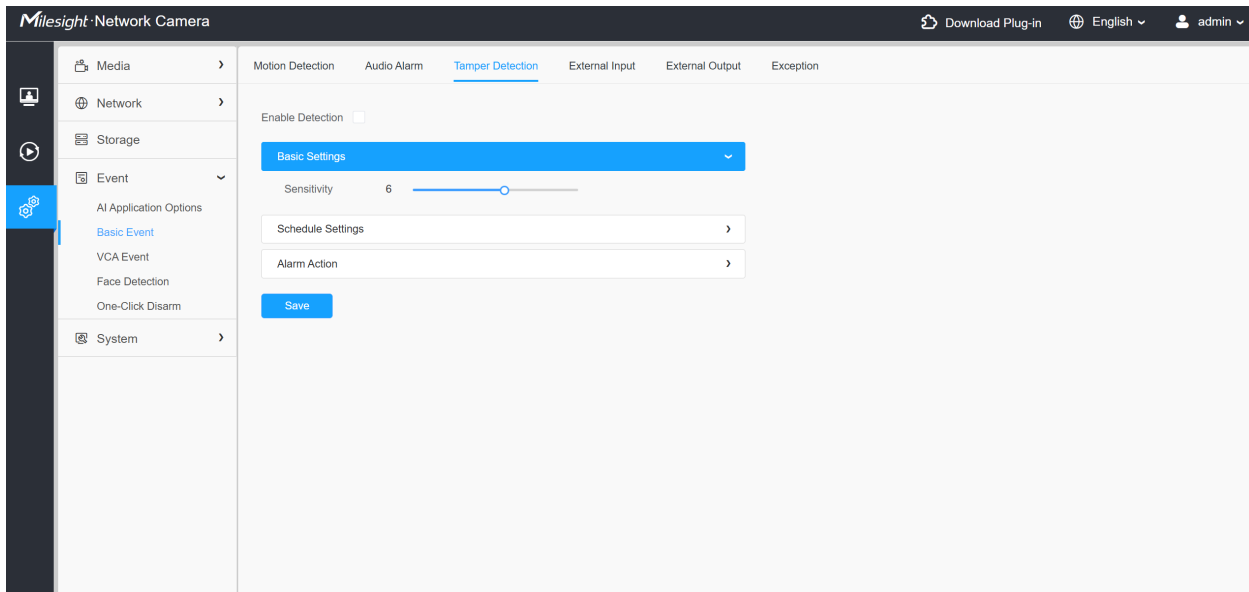 Milesight Network Camera
Download Plug-in
English
admin
Media
Network
Storage
Event
AI Application Options
Basic Event
VCA Event
Face Detection
One-Click Disarm
System
Motion Detection
Audio Alarm
Tamper Detection
External Input
External Output
Exception
Enable Detection
Basic Settings
Sensitivity 6
Schedule Settings
Alarm Action
Save